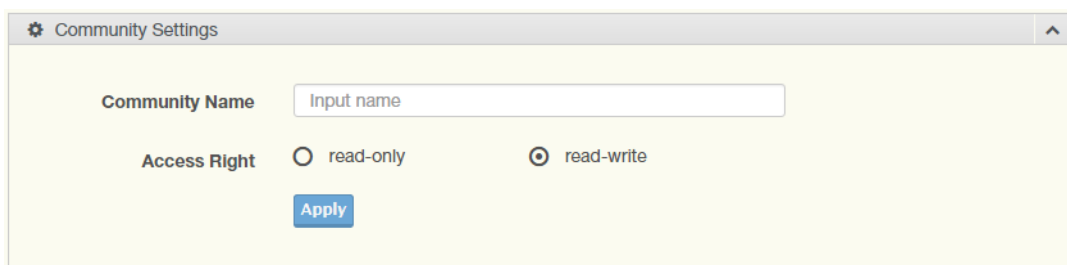 Community Settings
Community Name Input name
Access Right read-only read-write
Apply